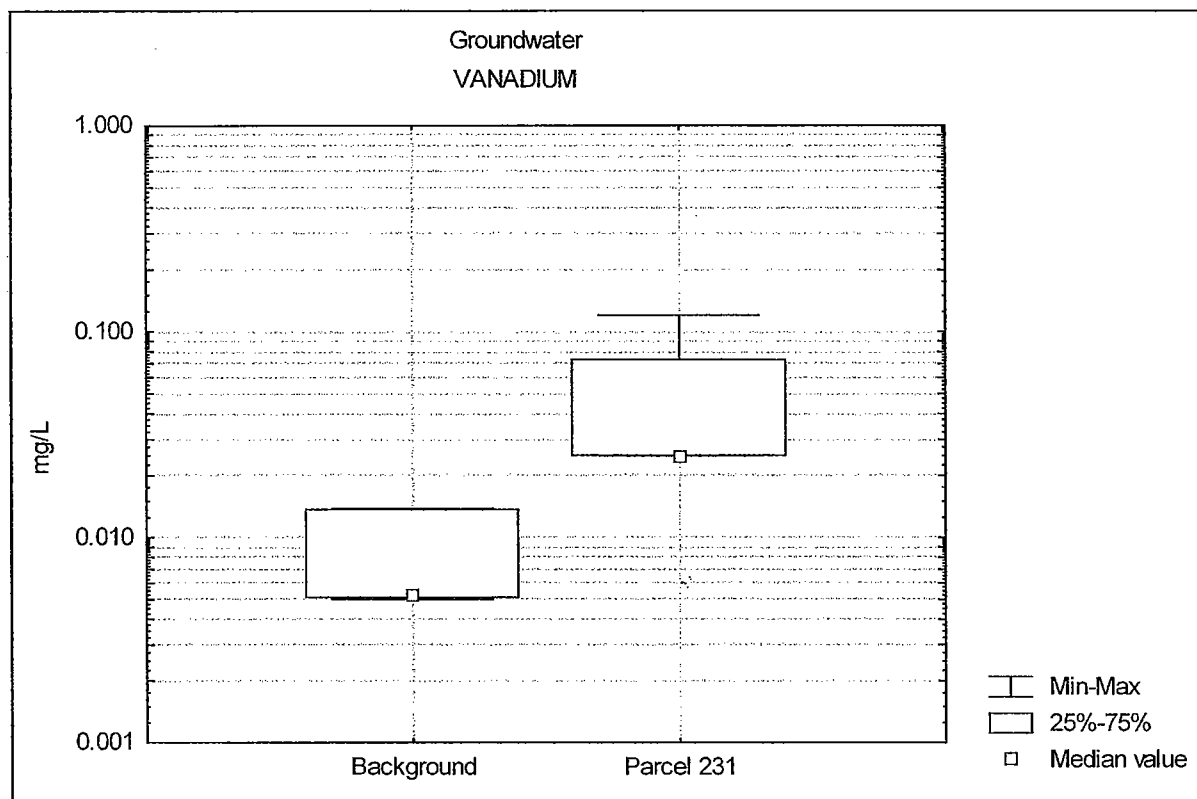 Groundwater
VANADIUM
1.000
0.100
0.010
0.001
mg/L
Background
Parcel 231
Min-Max
25%-75%
Median value